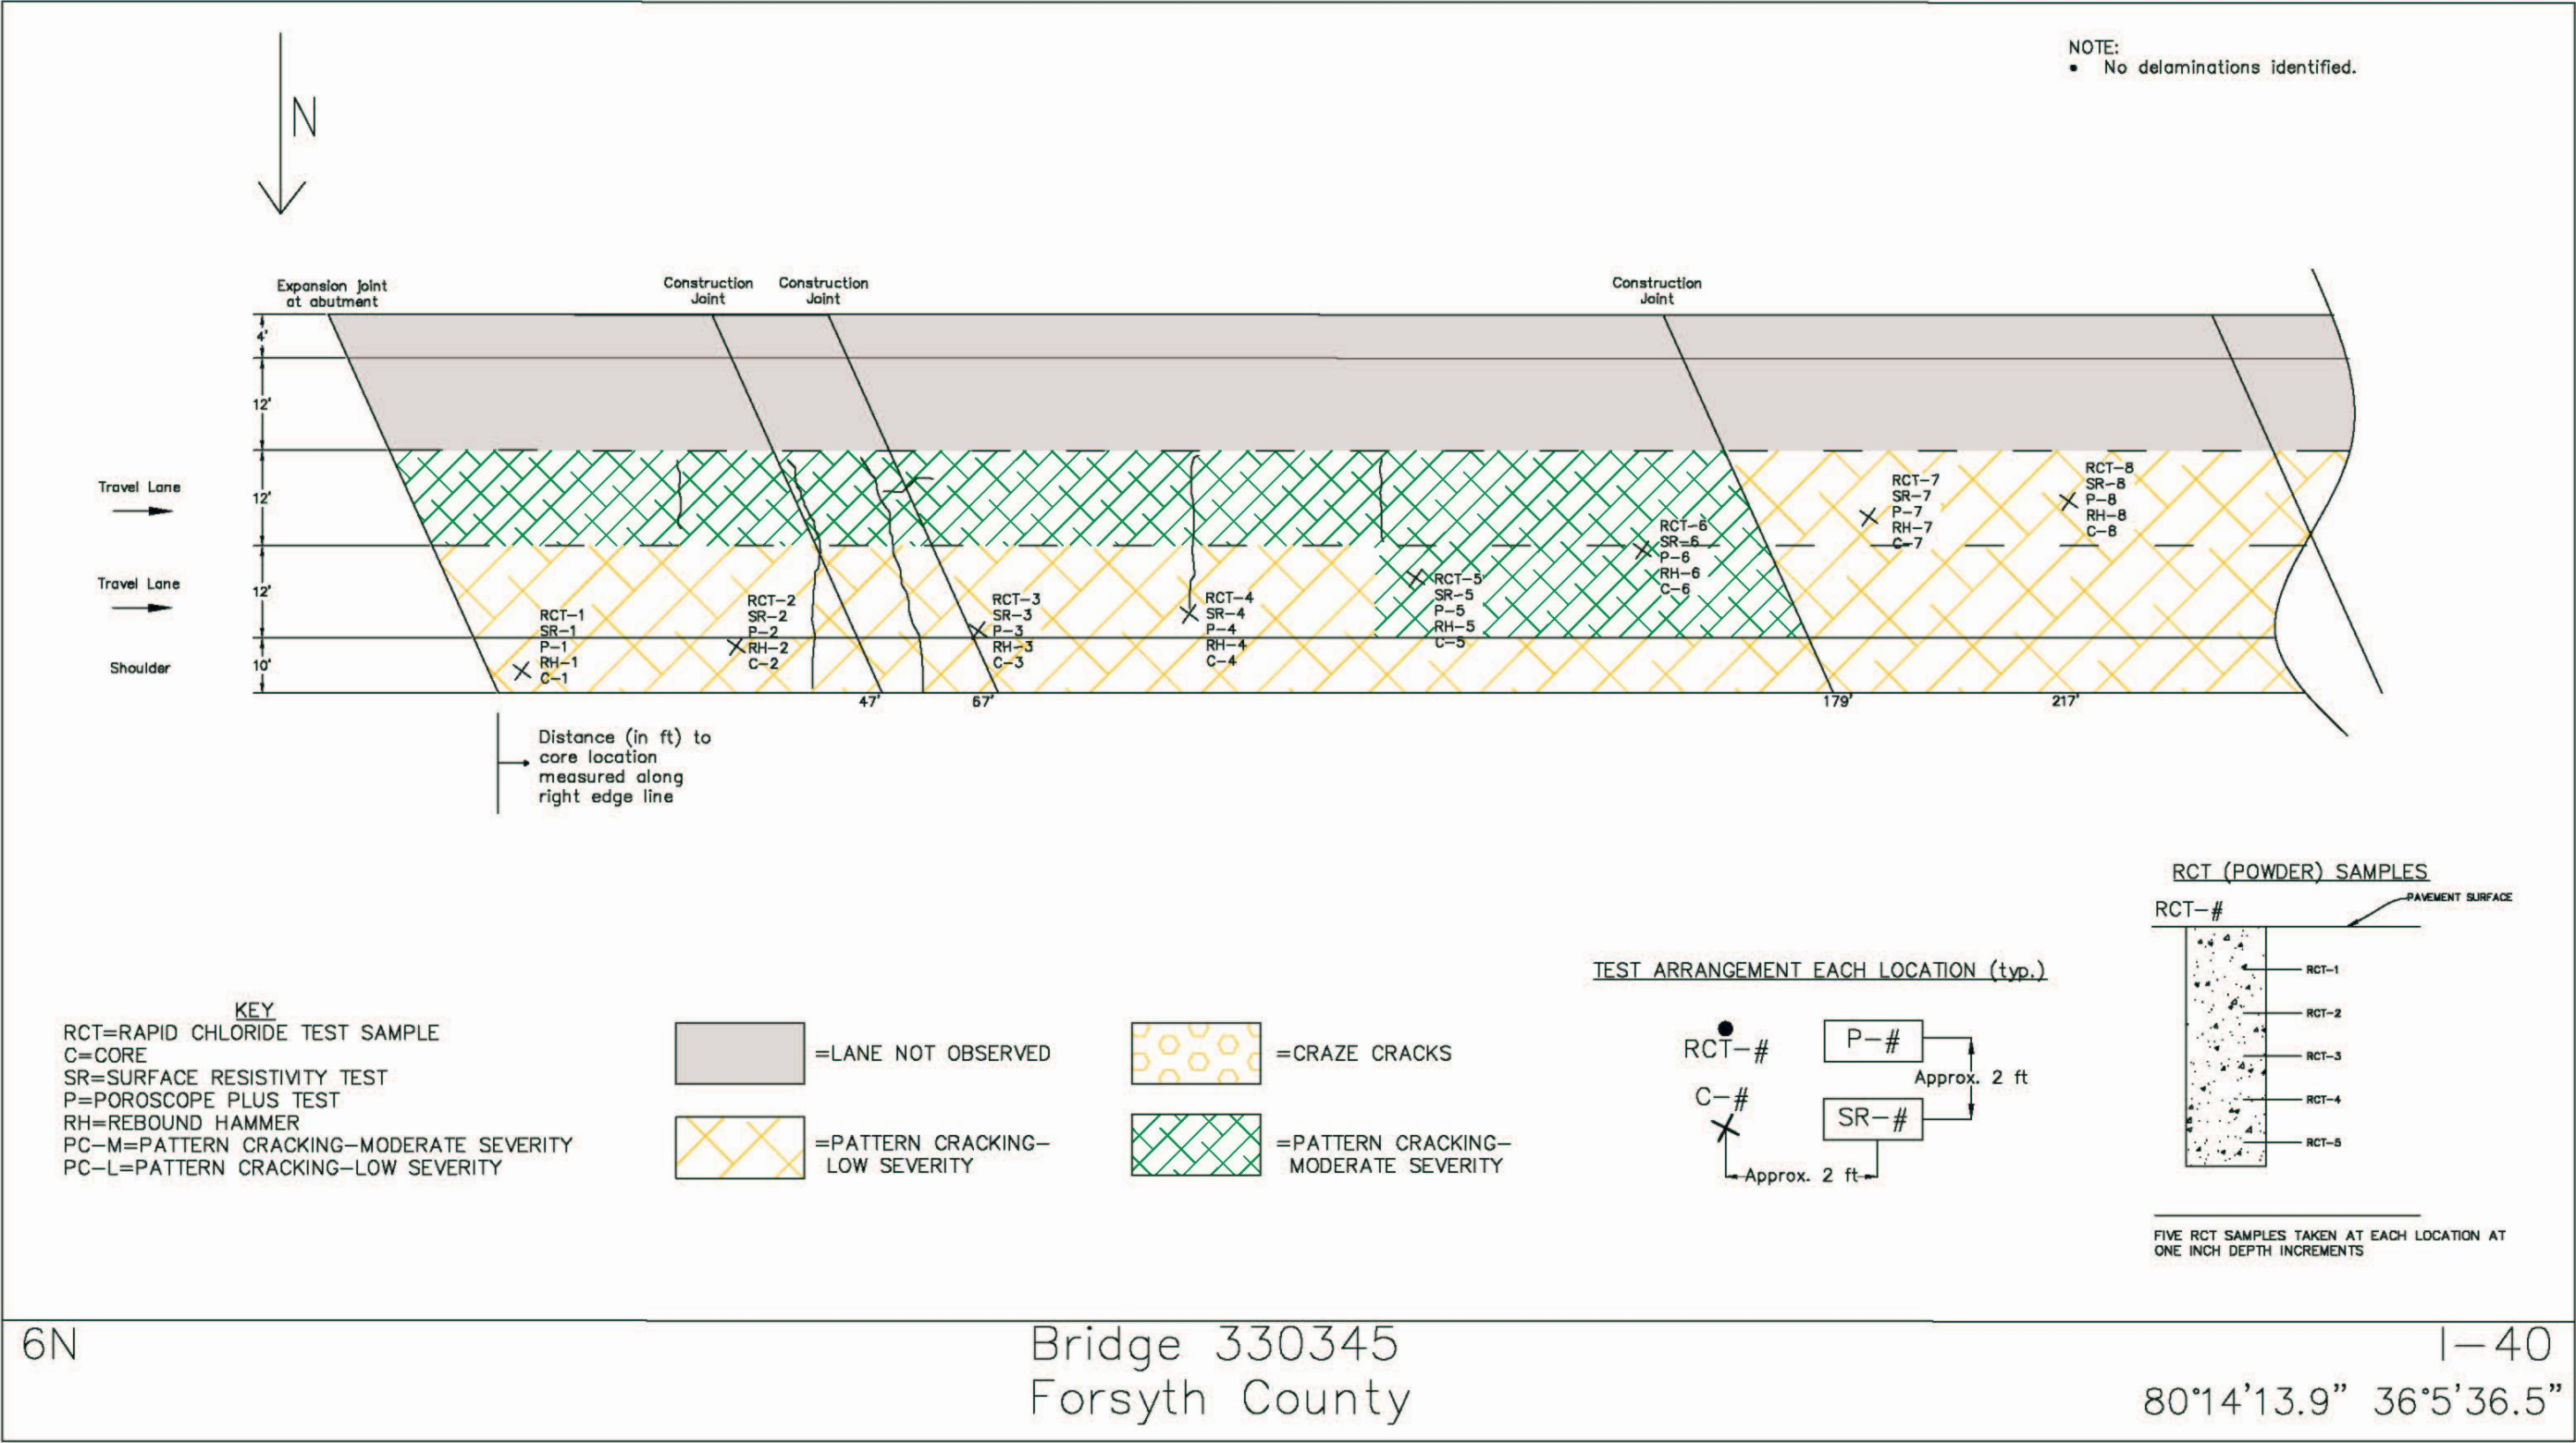 N
NOTE:
• No delaminations identified.
Expansion joint
at abutment
Construction
Joint
Construction
Joint
Construction
Joint
4'
12'
12'
12'
10'
Travel Lane
Travel Lane
Shoulder
RCT-1
SR-1
P-1
RH-1
C-1
RCT-2
SR-2
P-2
RH-2
C-2
RCT-3
SR-3
P-3
RH-3
C-3
RCT-4
SR-4
P-4
RH-4
C-4
RCT-5
SR-5
P-5
RH-5
C-5
RCT-6
SR-6
P-6
RH-6
C-6
RCT-7
SR-7
P-7
RH-7
C-7
RCT-8
SR-8
P-8
RH-8
C-8
47'
67'
179'
217'
Distance (in ft) to
core location
measured along
right edge line
KEY
RCT=RAPID CHLORIDE TEST SAMPLE
C=CORE
SR=SURFACE RESISTIVITY TEST
P=POROSCOPE PLUS TEST
RH=REBOUND HAMMER
PC-M=PATTERN CRACKING-MODERATE SEVERITY
PC-L=PATTERN CRACKING-LOW SEVERITY
=LANE NOT OBSERVED
=PATTERN CRACKING-
LOW SEVERITY
=CRAZE CRACKS
=PATTERN CRACKING-
MODERATE SEVERITY
TEST ARRANGEMENT EACH LOCATION (typ.)
RCT-#
P-#
Approx. 2 ft
C-#
SR-#
Approx. 2 ft
RCT (POWDER) SAMPLES
PAVEMENT SURFACE
RCT-#
RCT-1
RCT-2
RCT-3
RCT-4
RCT-5
FIVE RCT SAMPLES TAKEN AT EACH LOCATION AT
ONE INCH DEPTH INCREMENTS
6N
Bridge 330345
Forsyth County
I-40
80°14'13.9" 36°5'36.5"